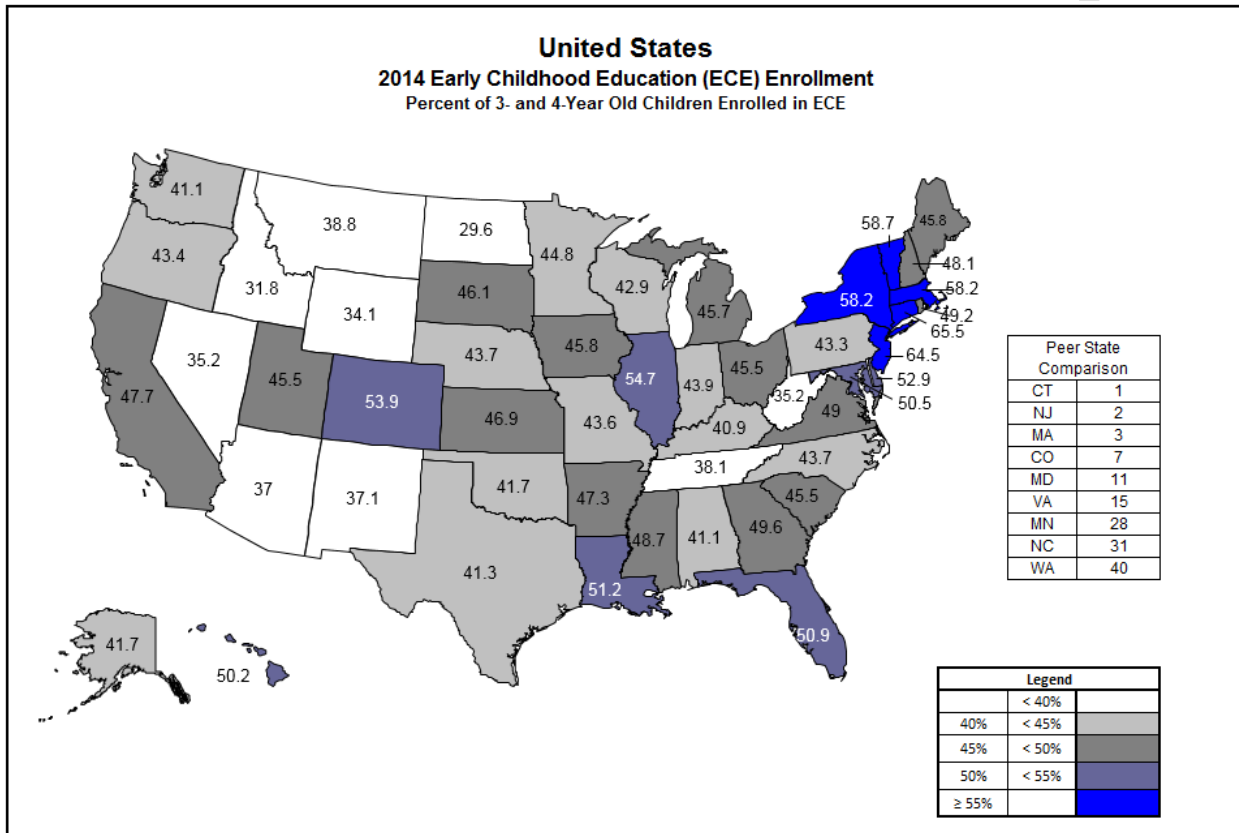 United States
2014 Early Childhood Education (ECE) Enrollment
Percent of 3- and 4-Year Old Children Enrolled in ECE
41.1
43.4
47.7
31.8
35.2
38.8
34.1
45.5
37
53.9
37.1
29.6
46.1
43.7
46.9
41.7
41.3
44.8
45.8
43.6
47.3
51.2
42.9
54.7
45.7
43.9
45.5
40.9
38.1
48.7
41.1
49.6
50.9
45.5
43.7
49
35.2
43.3
58.2
58.7
45.8
48.1
58.2
49.2
65.5
64.5
52.9
50.5
41.7
50.2
Peer State
Comparison
CT 1
NJ 2
MA 3
CO 7
MD 11
VA 15
MN 28
NC 31
WA 40
Legend
< 40%
40% < 45%
45% < 50%
50% < 55%
≥ 55%